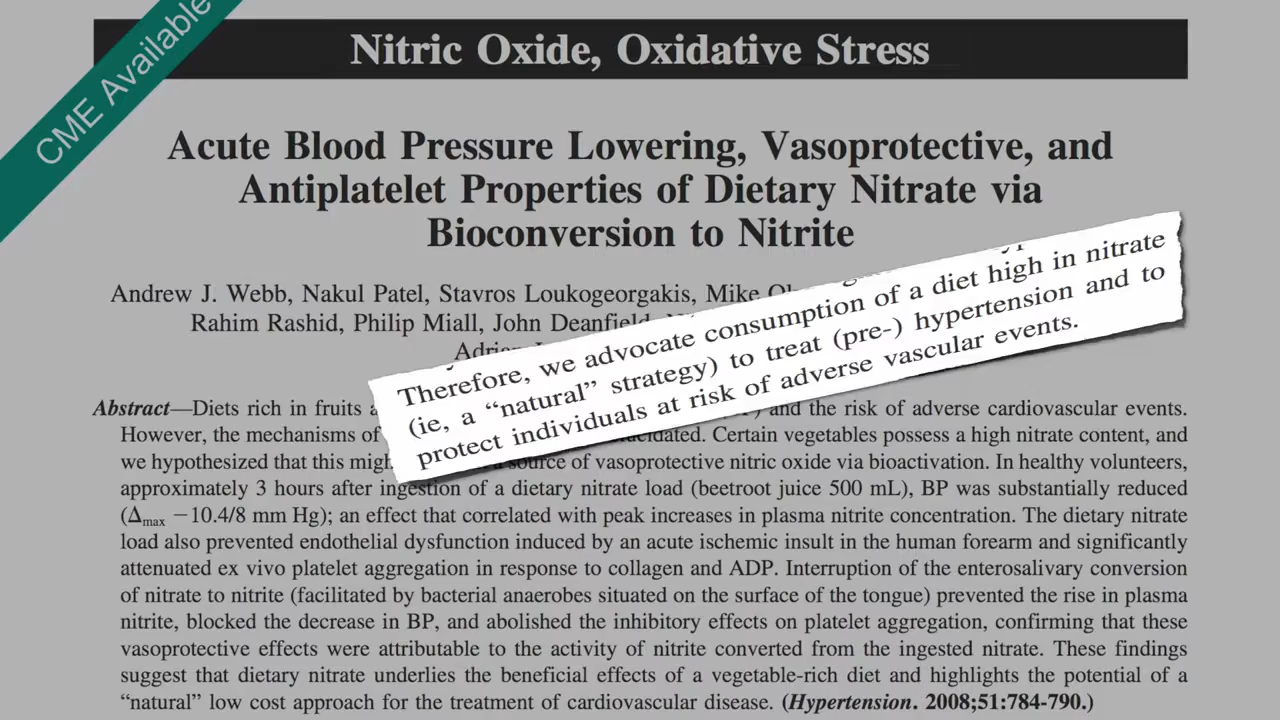 CME Available
Nitric Oxide, Oxidative Stress
Acute Blood Pressure Lowering, Vasoprotective, and
Antiplatelet Properties of Dietary Nitrate via
Bioconversion to Nitrite
Andrew J. Webb, Nakul Patel, Stavros Loukogeorgakis, Mike
Rahim Rashid, Philip Miall, John Deanfield,
Therefore, we advocate consumption of a diet high in nitrate
(ie, a “natural” strategy) to treat (pre-) hypertension and to
protect individuals at risk of adverse vascular events.
Abstract—Diets rich in fruits and the risk of adverse cardiovascular events.
However, the mechanisms of elucidated. Certain vegetables possess a high nitrate content, and
we hypothesized that this source of vasoprotective nitric oxide via bioactivation. In healthy volunteers,
approximately 3 hours after ingestion of a dietary nitrate load (beetroot juice 500 mL), BP was substantially reduced
(Δmax −10.4/8 mm Hg); an effect that correlated with peak increases in plasma nitrite concentration. The dietary nitrate
load also prevented endothelial dysfunction induced by an acute ischemic insult in the human forearm and significantly
attenuated ex vivo platelet aggregation in response to collagen and ADP. Interruption of the enterosalivary conversion
of nitrate to nitrite (facilitated by bacterial anaerobes situated on the surface of the tongue) prevented the rise in plasma
nitrite, blocked the decrease in BP, and abolished the inhibitory effects on platelet aggregation, confirming that these
vasoprotective effects were attributable to the activity of nitrite converted from the ingested nitrate. These findings
suggest that dietary nitrate underlies the beneficial effects of a vegetable-rich diet and highlights the potential of a
“natural” low cost approach for the treatment of cardiovascular disease. (Hypertension. 2008;51:784-790.)